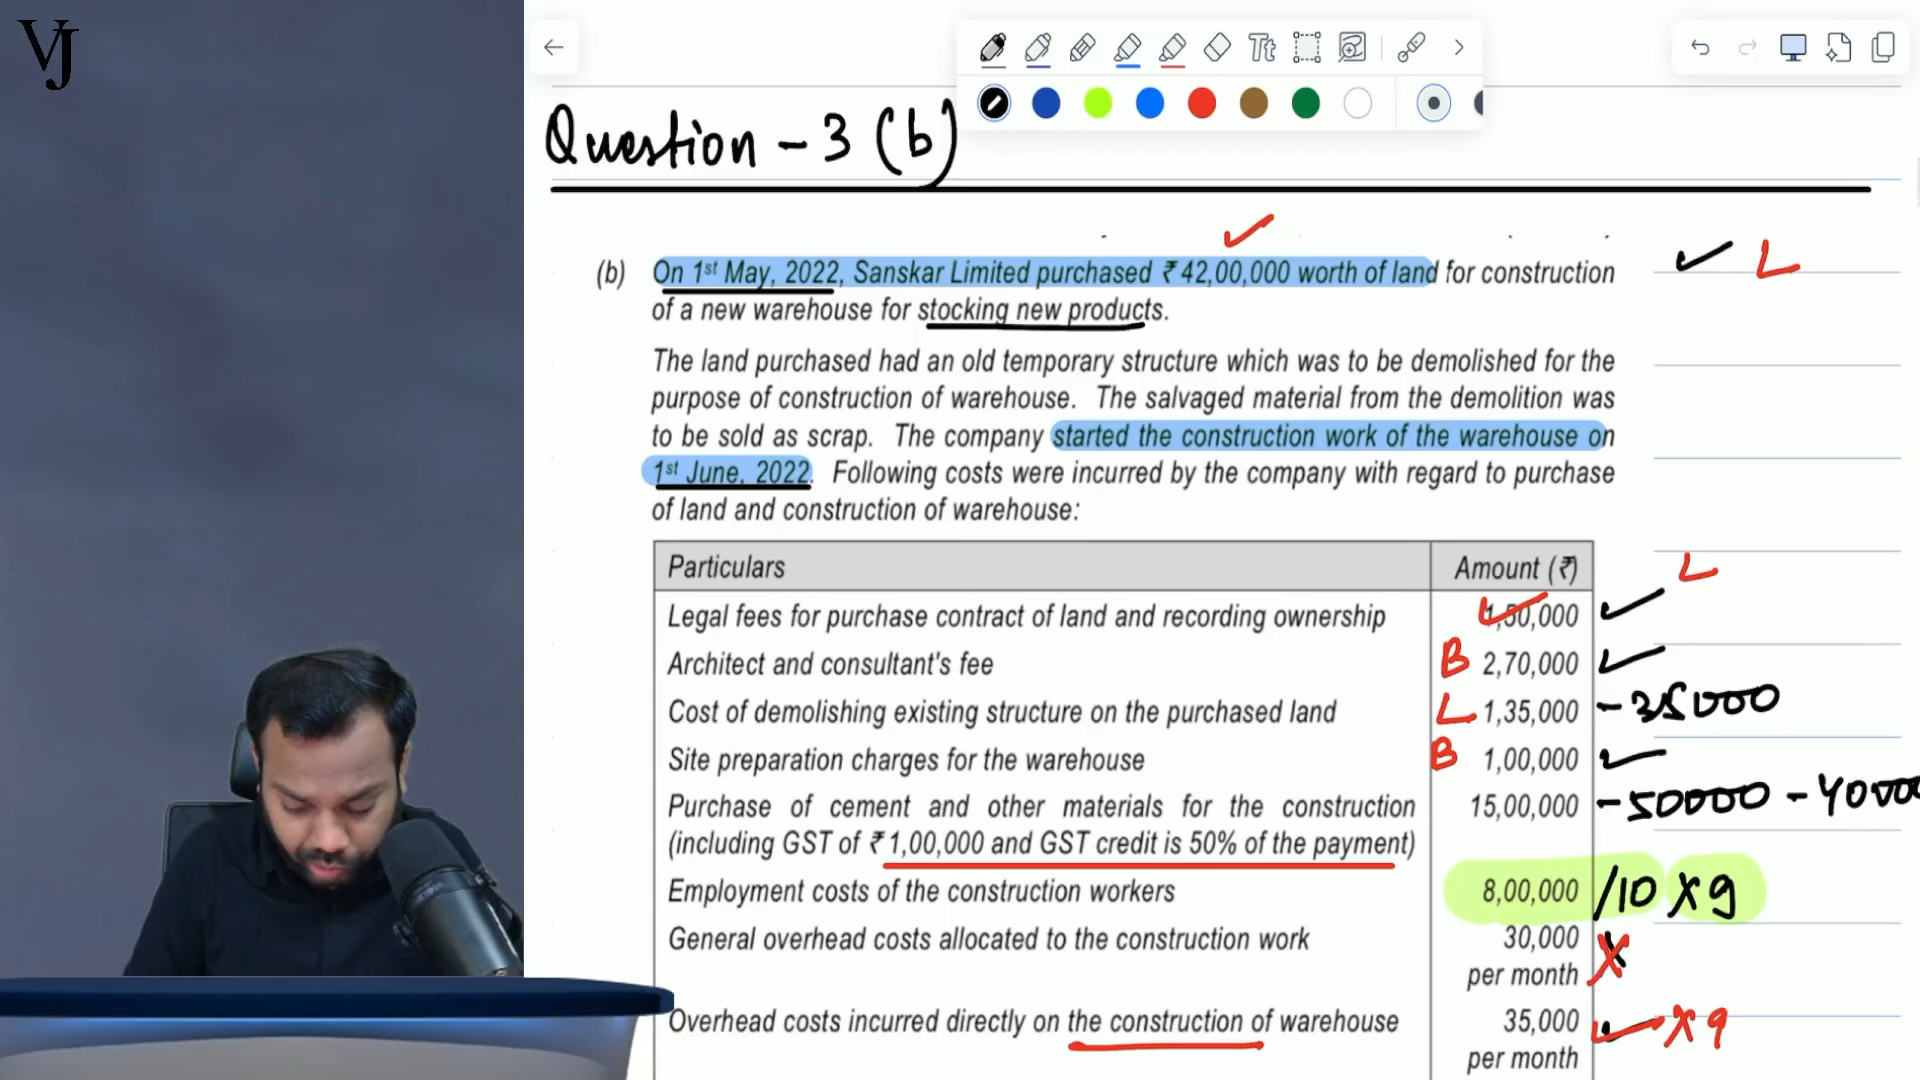 VJ
Tt
Question - 3 (b)
(b) On 1st May, 2022, Sanskar Limited purchased ₹ 42,00,000 worth of land for construction L
of a new warehouse for stocking new products.
The land purchased had an old temporary structure which was to be demolished for the
purpose of construction of warehouse. The salvaged material from the demolition was
to be sold as scrap. The company started the construction work of the warehouse on
1st June, 2022. Following costs were incurred by the company with regard to purchase
of land and construction of warehouse:
Particulars Amount (₹) L
Legal fees for purchase contract of land and recording ownership 1,50,000
Architect and consultant's fee B 2,70,000
Cost of demolishing existing structure on the purchased land L 1,35,000 - 35000
Site preparation charges for the warehouse B 1,00,000
Purchase of cement and other materials for the construction 15,00,000 - 50000 - 40000
(including GST of ₹ 1,00,000 and GST credit is 50% of the payment)
Employment costs of the construction workers 8,00,000 /10 x 9
General overhead costs allocated to the construction work 30,000
per month X
Overhead costs incurred directly on the construction of warehouse 35,000 x 9
per month